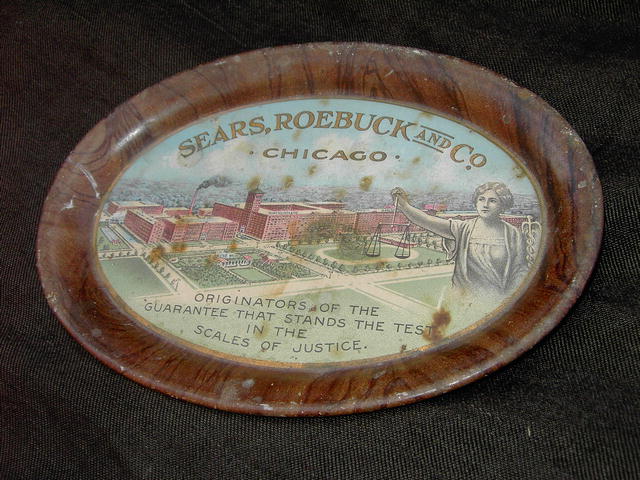 SEARS, ROEBUCK AND CO
· CHICAGO ·
ORIGINATORS OF THE
GUARANTEE THAT STANDS THE TEST
IN THE
SCALES OF JUSTICE.